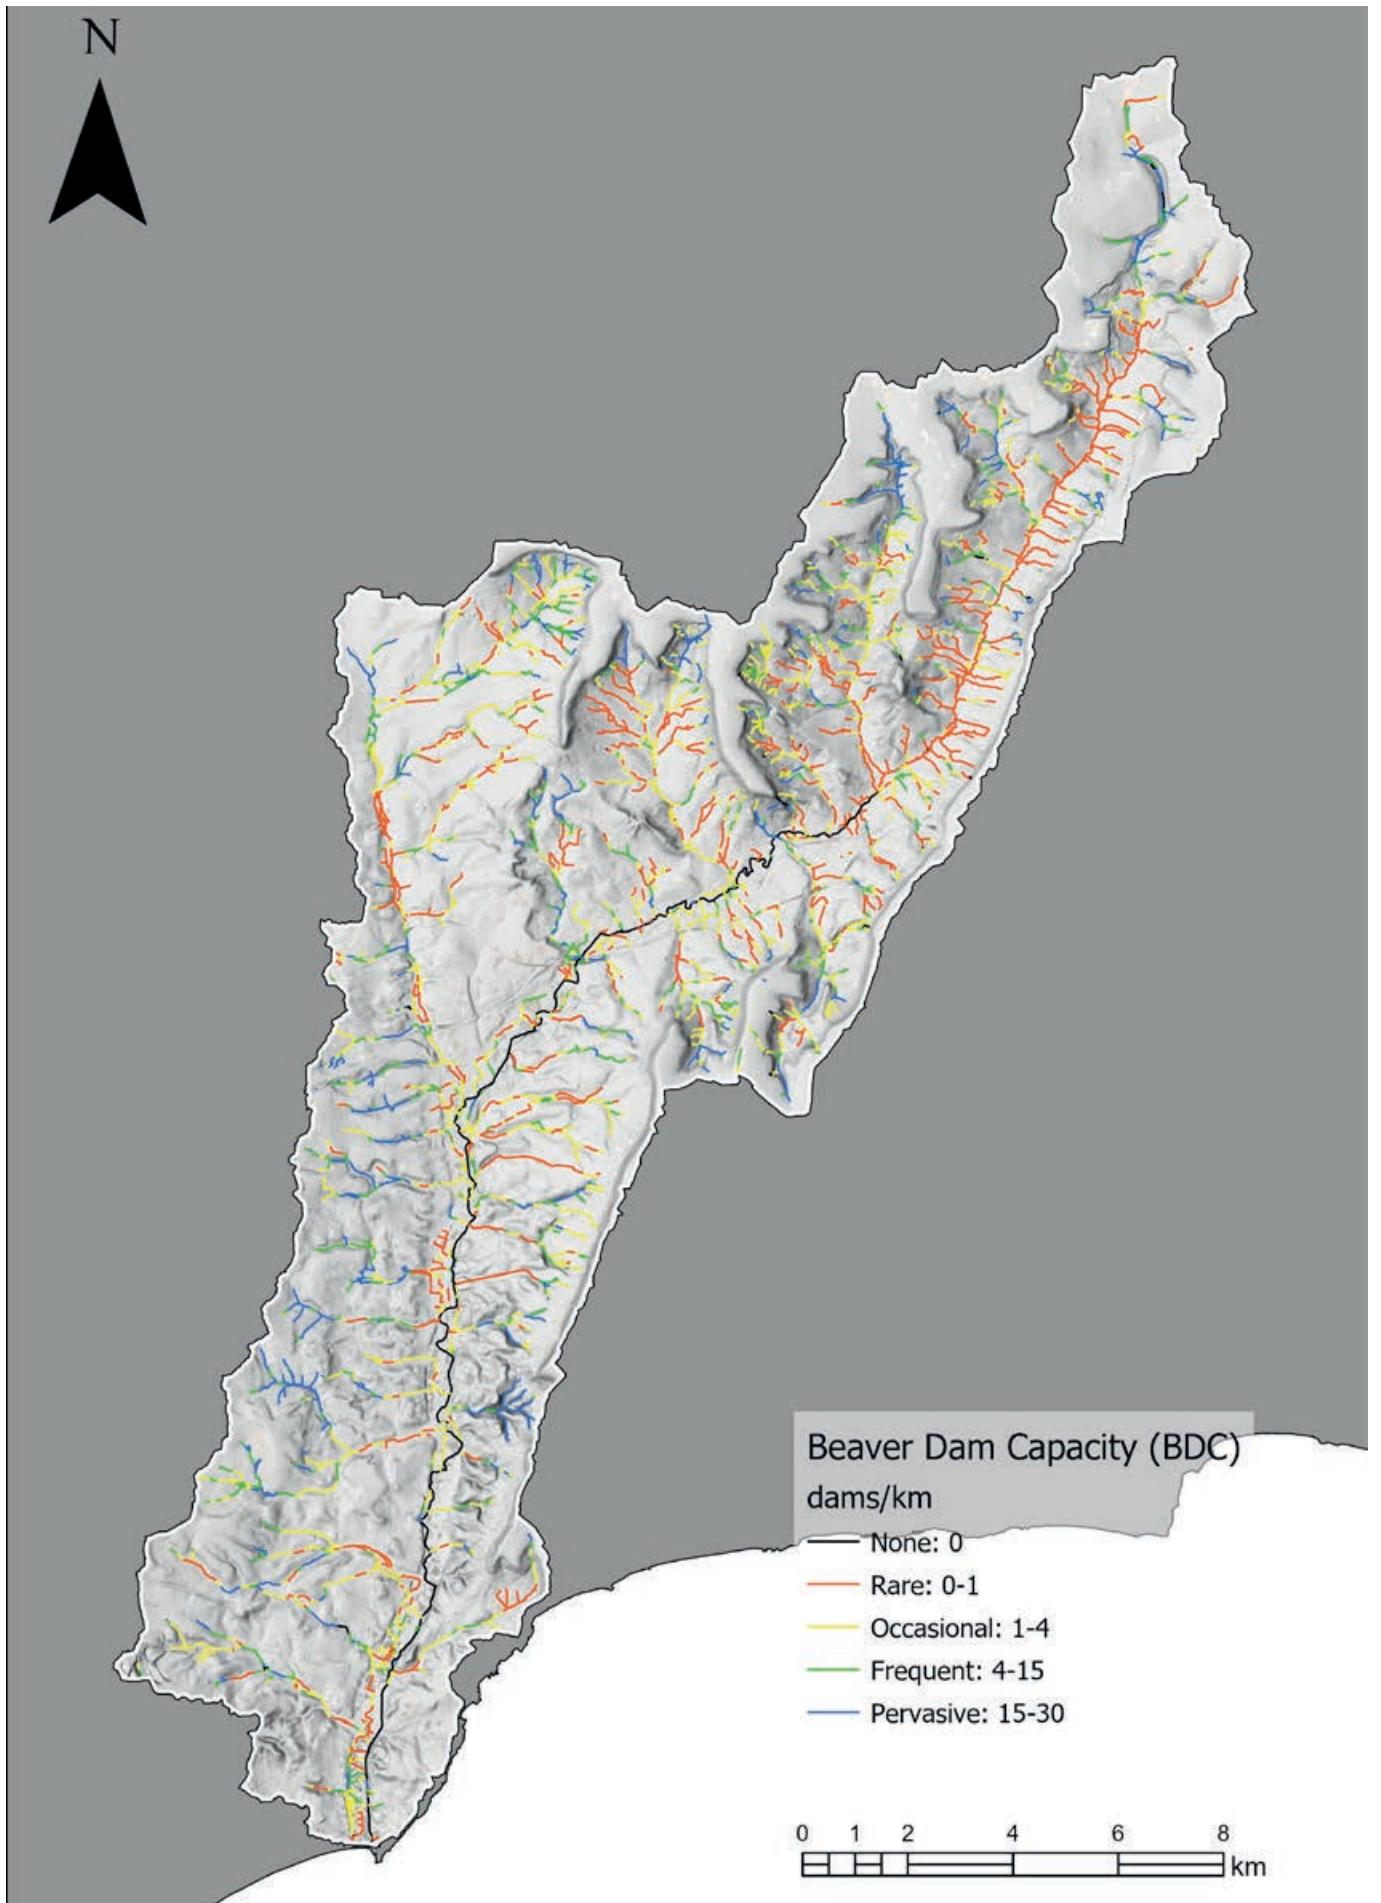 N
Beaver Dam Capacity (BDC)
dams/km
None: 0
Rare: 0-1
Occasional: 1-4
Frequent: 4-15
Pervasive: 15-30
0 1 2 4 6 8
km